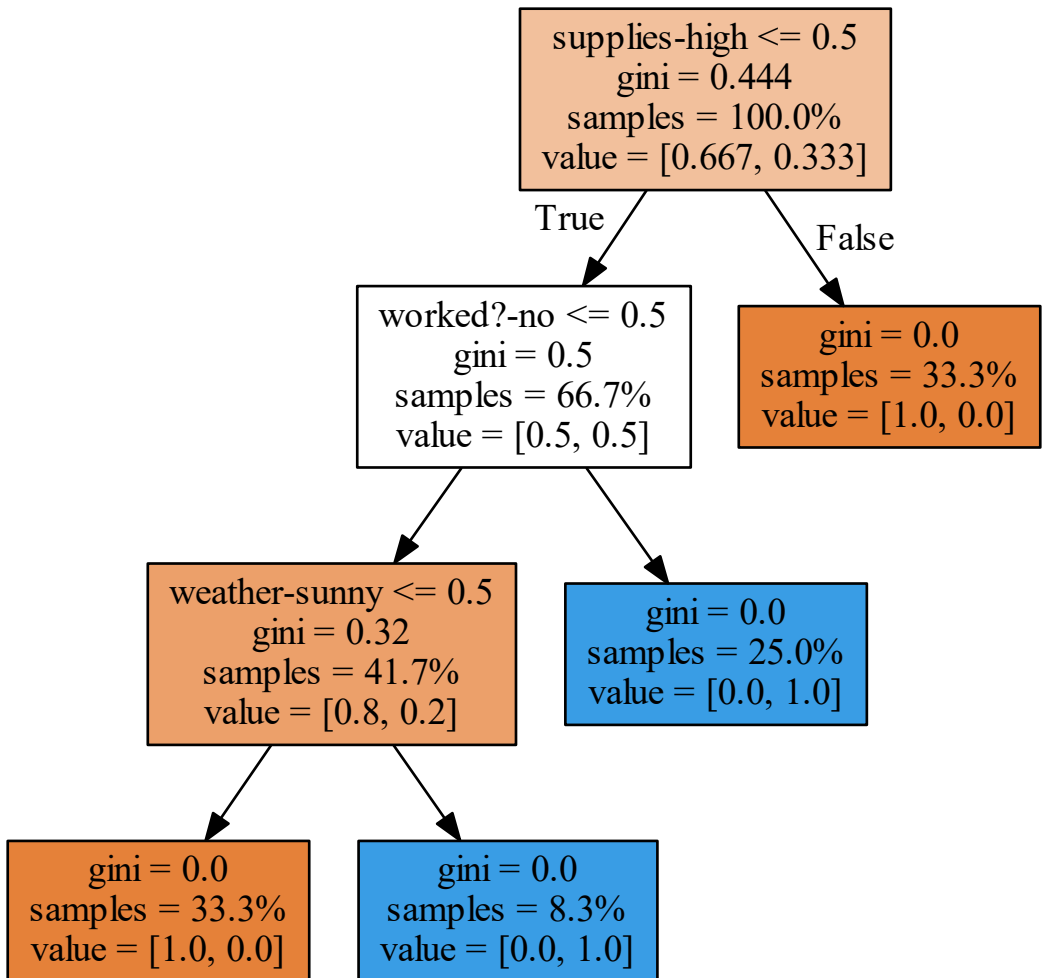 supplies-high <= 0.5
gini = 0.444
samples = 100.0%
value = [0.667, 0.333]
True
False
worked?-no <= 0.5
gini = 0.5
samples = 66.7%
value = [0.5, 0.5]
gini = 0.0
samples = 33.3%
value = [1.0, 0.0]
weather-sunny <= 0.5
gini = 0.32
samples = 41.7%
value = [0.8, 0.2]
gini = 0.0
samples = 25.0%
value = [0.0, 1.0]
gini = 0.0
samples = 33.3%
value = [1.0, 0.0]
gini = 0.0
samples = 8.3%
value = [0.0, 1.0]